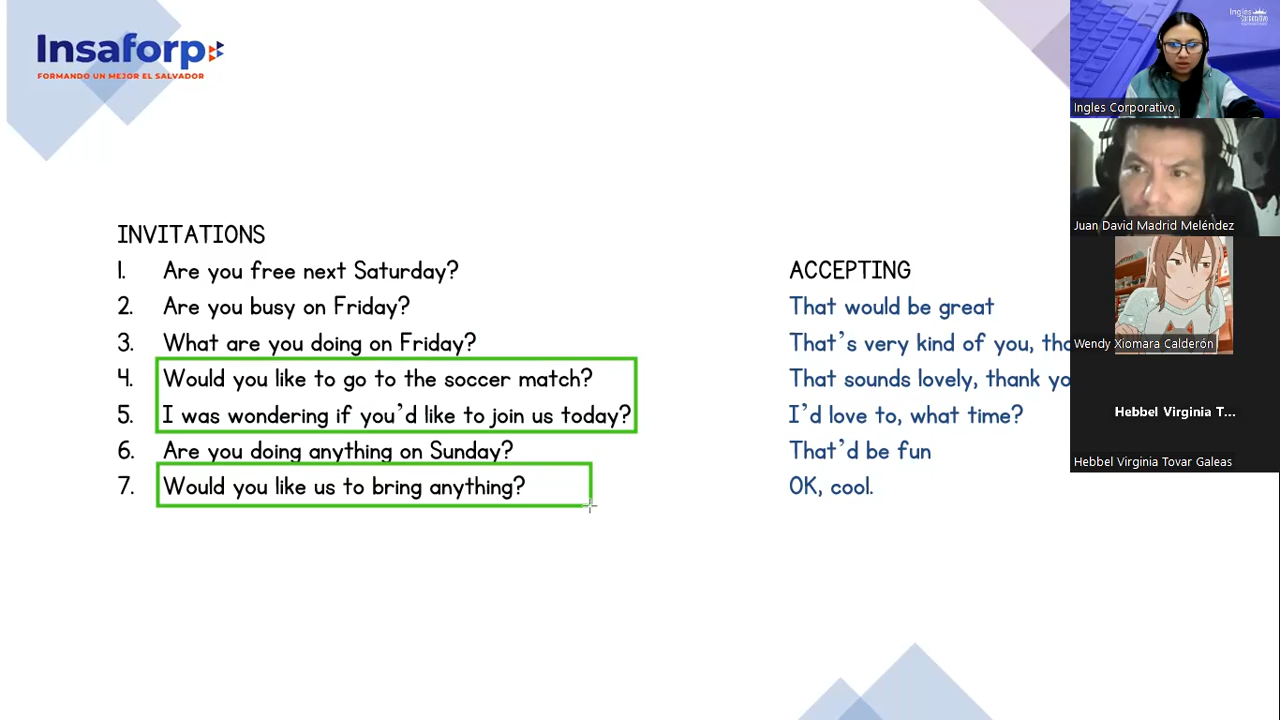 Insaforp
FORMANDO UN MEJOR EL SALVADOR
INVITATIONS
1. Are you free next Saturday?
2. Are you busy on Friday?
3. What are you doing on Friday?
4. Would you like to go to the soccer match?
5. I was wondering if you'd like to join us today?
6. Are you doing anything on Sunday?
7. Would you like us to bring anything?
ACCEPTING
That would be great
That's very kind of you,
That sounds lovely, thank
I'd love to, what time?
That'd be fun
OK, cool.
Ingles
Ingles Corporativo
Juan David Madrid Meléndez
Wendy Xiomara Calderón
Hebbel Virginia T...
Hebbel Virginia Tovar Galeas